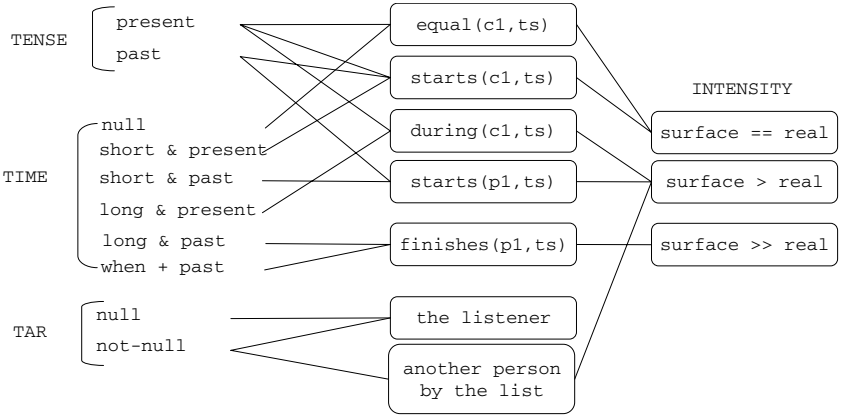 TENSE
present
past
TIME
null
short & present
short & past
long & present
long & past
when + past
TAR
null
not-null
equal(c1,ts)
starts(c1,ts)
during(c1,ts)
starts(p1,ts)
finishes(p1,ts)
the listener
another person
by the list
INTENSITY
surface == real
surface > real
surface >> real